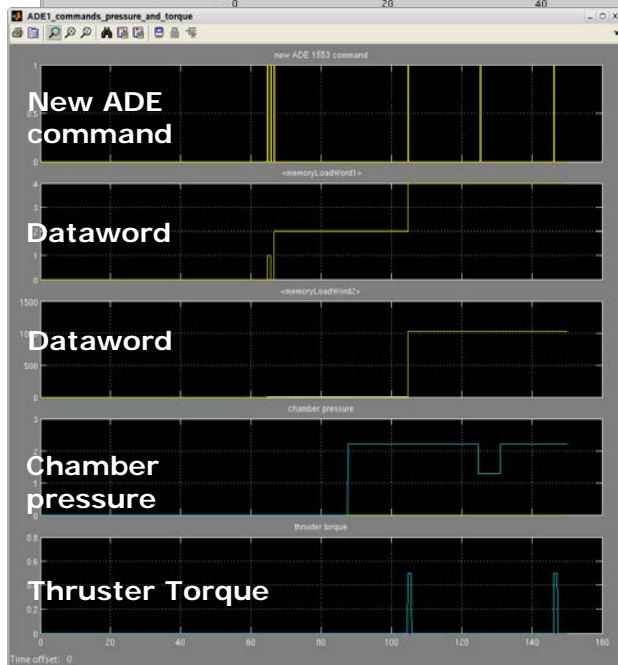 0 20 40
ADE1_commands_pressure_and_torque
new ADE 1553 command
1
New ADE
0.5
command
0
<memoryLoadWord1>
4
3
Dataword
2
1
0
<memoryLoadWord2>
1500
Dataword
1000
500
0
chamber pressure
3
Chamber
2
pressure
1
0
thruster torque
0.8
0.6
Thruster Torque
0.4
0.2
0
0 20 40 60 80 100 120 140 160
Time offset: 0